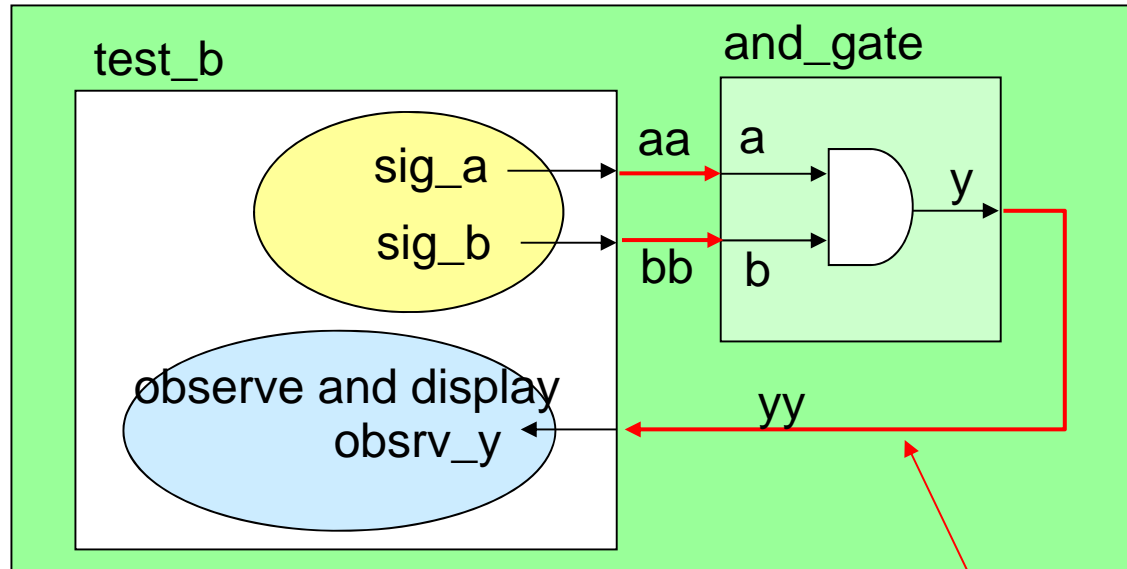 test_b
and_gate
sig_a
aa
a
y
sig_b
bb
b
observe and display
obsrv_y
yy